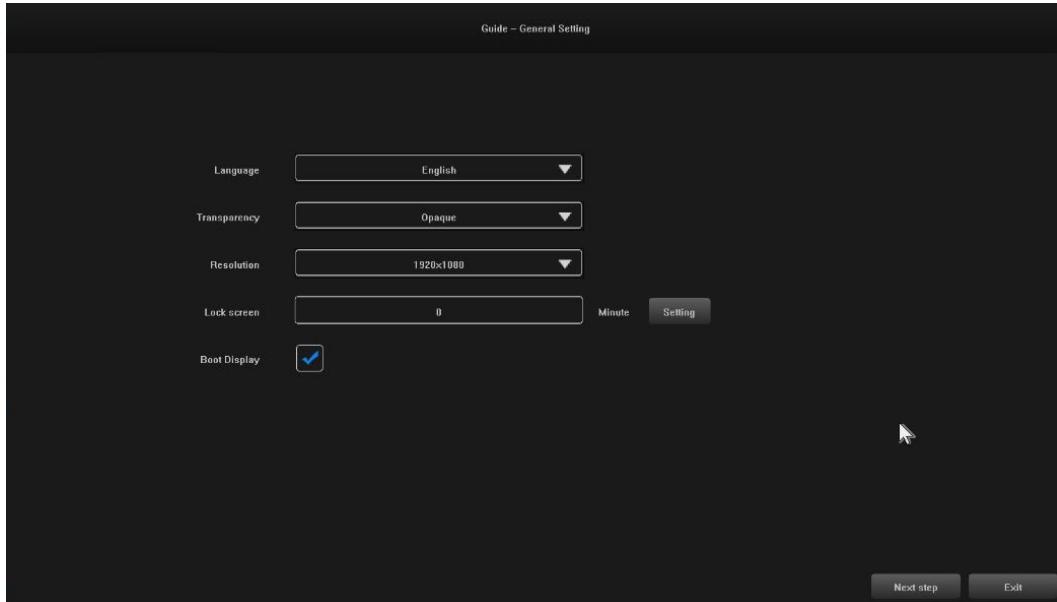 Guide – General Setting
Language English
Transparency Opaque
Resolution 1920x1080
Lock screen 0 Minute Setting
Boot Display
Next step Exit